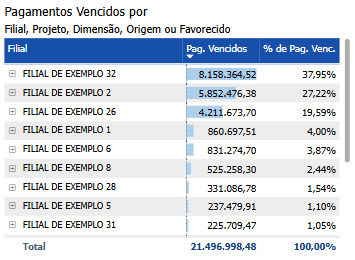 Pagamentos Vencidos por
Filial, Projeto, Dimensão, Origem ou Favorecido
Filial Pag. Vencidos % de Pag. Venc.
FILIAL DE EXEMPLO 32 8.158.364,52 37,95%
FILIAL DE EXEMPLO 2 5.852.476,38 27,22%
FILIAL DE EXEMPLO 26 4.211.673,70 19,59%
FILIAL DE EXEMPLO 1 860.697,51 4,00%
FILIAL DE EXEMPLO 6 831.274,70 3,87%
FILIAL DE EXEMPLO 8 525.258,30 2,44%
FILIAL DE EXEMPLO 28 331.086,78 1,54%
FILIAL DE EXEMPLO 5 237.479,91 1,10%
FILIAL DE EXEMPLO 31 225.709,47 1,05%
Total 21.496.998,48 100,00%